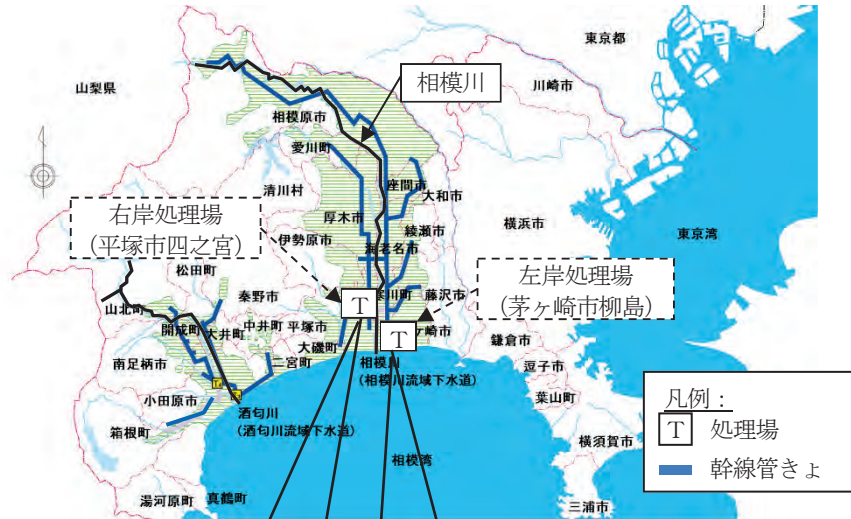 東京都
山梨県
川崎市
相模川
相模原市
愛川町
座間市
大和市
清川村
右岸処理場
(平塚市四之宮)
厚木市
綾瀬市
横浜市
伊勢原市
海老名市
東京湾
松田町
左岸処理場
(茅ヶ崎市柳島)
秦野市
T
寒川町
藤沢市
山北町
開成町
大井町
中井町
平塚市
T
ヶ崎市
大磯町
鎌倉市
南足柄市
二宮町
相模川
(相模川流域下水道)
逗子市
葉山町
小田原市
酒匂川
(酒匂川流域下水道)
箱根町
凡例:
T 処理場
幹線管きょ
横須賀市
相模湾
湯河原町
真鶴町
三浦市